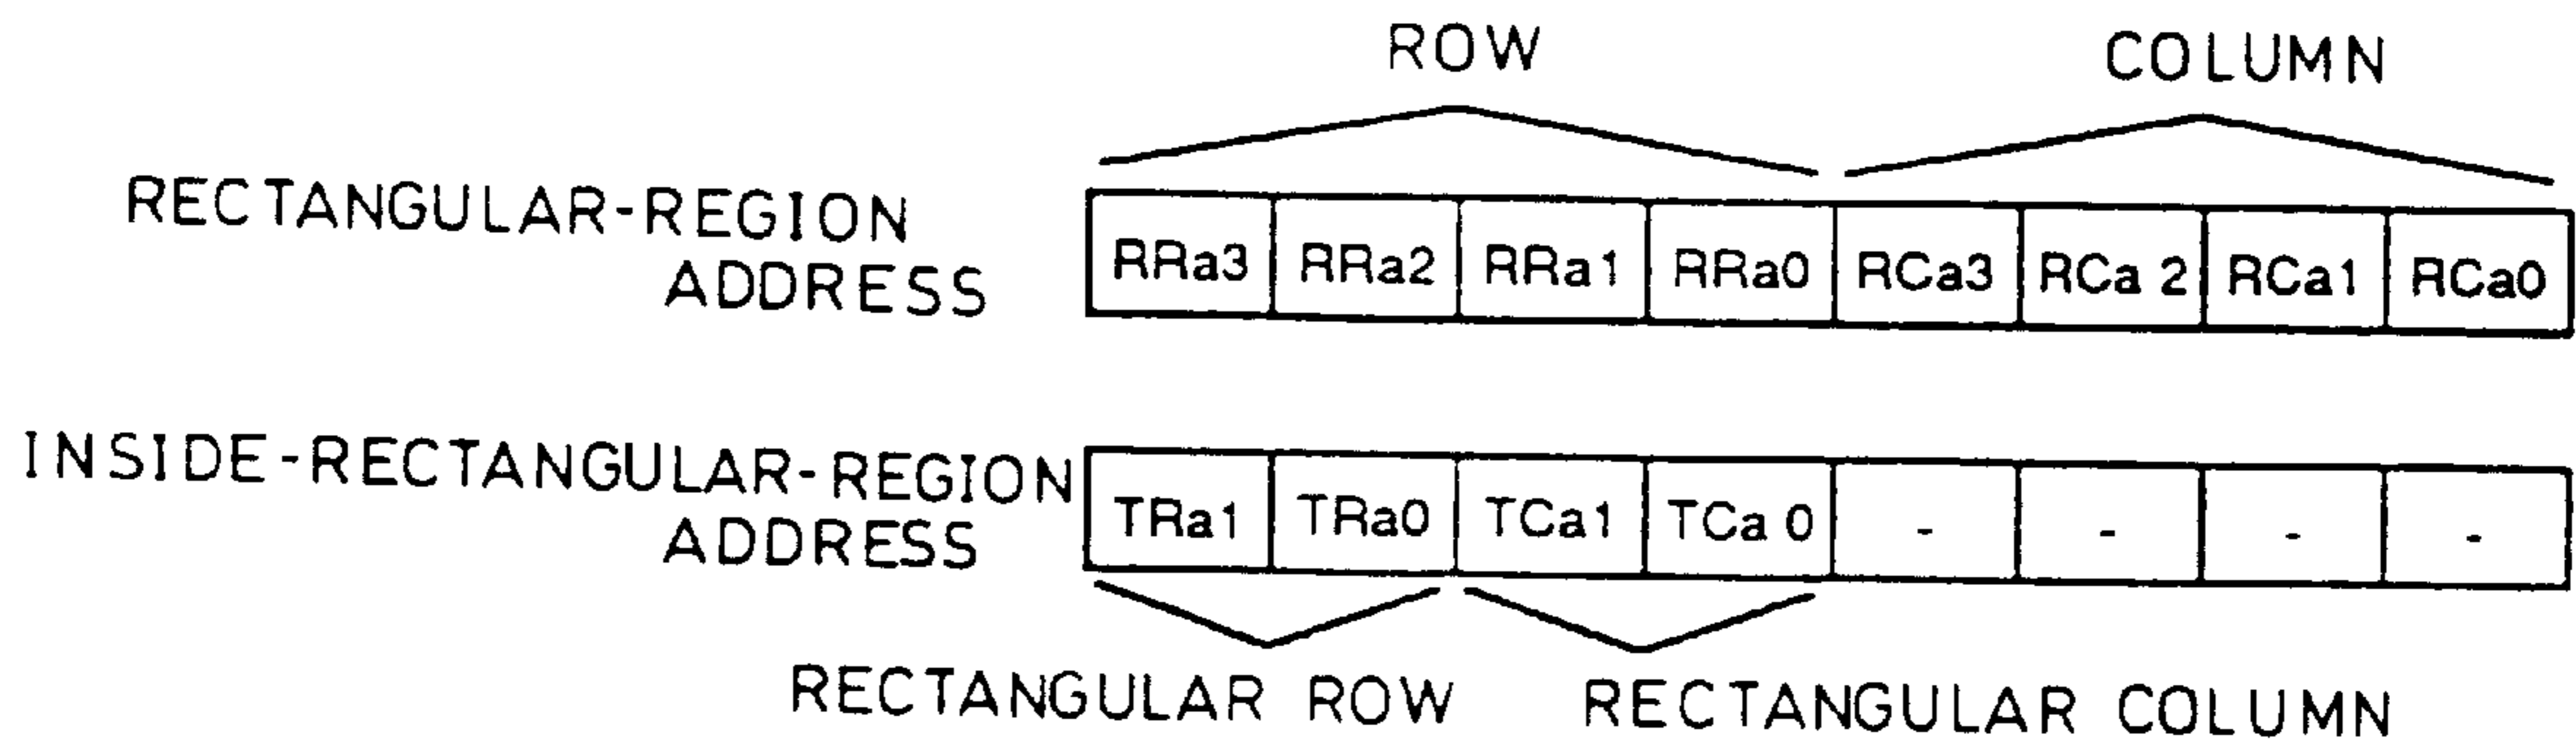 ROW COLUMN
RECTANGULAR-REGION
ADDRESS
RRa3 RRa2 RRa1 RRa0 RCa3 RCa 2 RCa1 RCa0
INSIDE-RECTANGULAR-REGION
ADDRESS
TRa1 TRa0 TCa1 TCa 0 - - - -
RECTANGULAR ROW RECTANGULAR COLUMN